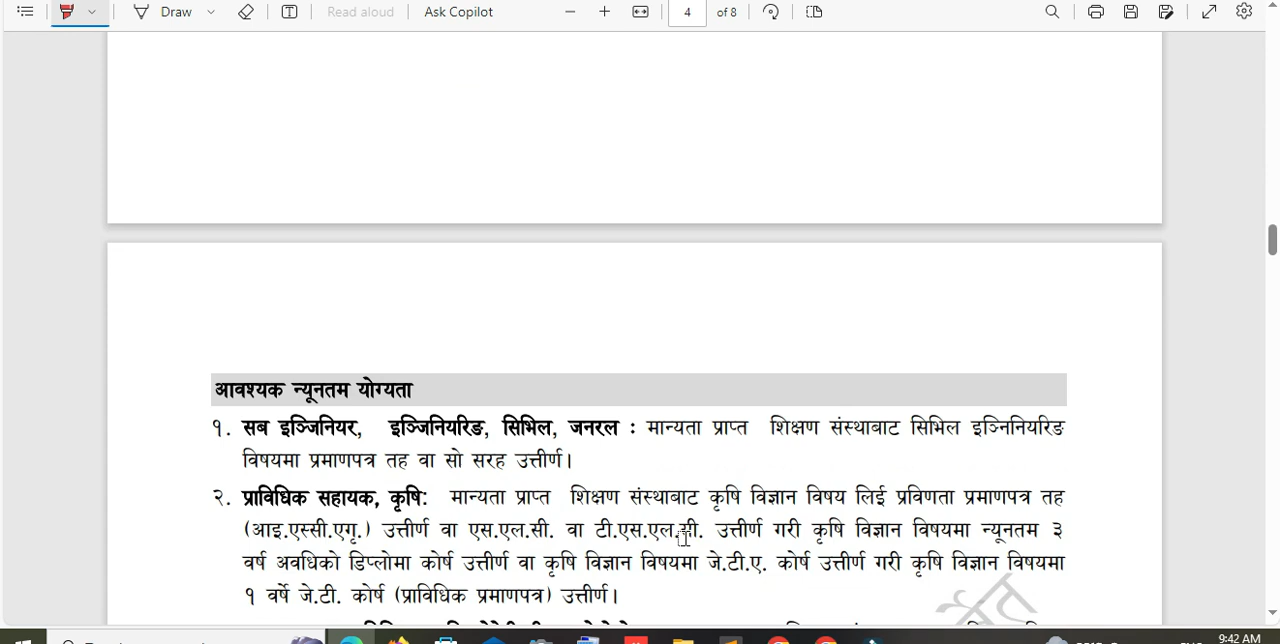 Draw
Read aloud
Ask Copilot
4
of 8
आवश्यक न्यूनतम योग्यता
१. सब इञ्जिनियर, इञ्जिनियरिङ, सिभिल, जनरल : मान्यता प्राप्त शिक्षण संस्थाबाट सिभिल इञ्निनियरिङ
विषयमा प्रमाणपत्र तह वा सो सरह उत्तीर्ण।
२. प्राविधिक सहायक, कृषि: मान्यता प्राप्त शिक्षण संस्थाबाट कृषि विज्ञान विषय लिई प्रविणता प्रमाणपत्र तह
(आइ.एस्सी.एगृ.) उत्तीर्ण वा एस.एल.सी. वा टी.एस.एल.सी. उत्तीर्ण गरी कृषि विज्ञान विषयमा न्यूनतम ३
वर्ष अवधिको डिप्लोमा कोर्ष उत्तीर्ण वा कृषि विज्ञान विषयमा जे.टी.ए. कोर्ष उत्तीर्ण गरी कृषि विज्ञान विषयमा
१ वर्षे जे.टी. कोर्ष (प्राविधिक प्रमाणपत्र) उत्तीर्ण।
9:42 AM